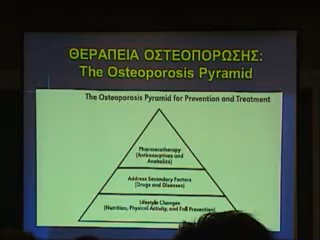 ΘΕΡΑΠΕΙΑ ΟΣΤΕΟΠΟΡΩΣΗΣ:
The Osteoporosis Pyramid
The Osteoporosis Pyramid for Prevention and Treatment
Pharmacotherapy
(Antiresorptives and
Anabolics)
Address Secondary Factors
(Drugs and Diseases)
Lifestyle Changes
(Nutrition, Physical Activity, and Fall Prevention)